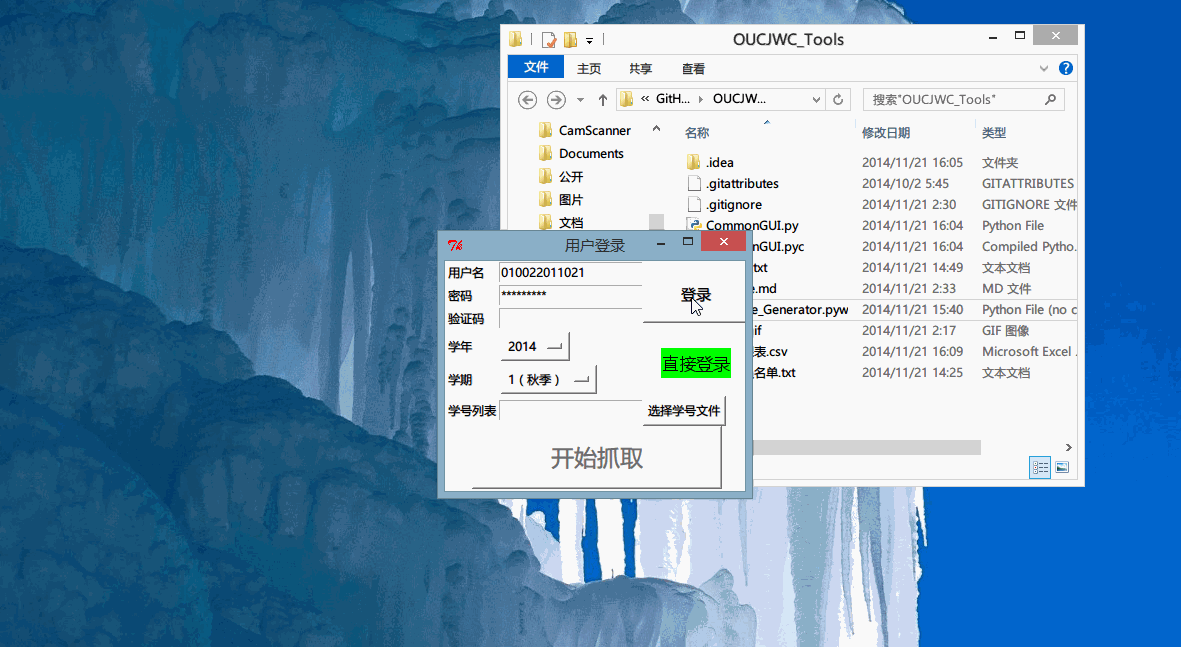 OUCJWC_Tools
文件 主页 共享 查看
« GitH... › OUCJW...
搜索"OUCJWC_Tools"
CamScanner
Documents
公开
图片
文档
名称 修改日期 类型
.idea 2014/11/21 16:05 文件夹
.gitattributes 2014/10/2 5:45 GITATTRIBUTES
.gitignore 2014/11/21 2:30 GITIGNORE 文件
CommonGUI.py 2014/11/21 16:04 Python File
nGUI.pyc 2014/11/21 16:04 Compiled Pytho.
txt 2014/11/21 14:49 文本文档
e.md 2014/11/21 2:33 MD 文件
e_Generator.pyw 2014/11/21 15:40 Python File (no c
if 2014/11/21 2:17 GIF 图像
表.csv 2014/11/21 16:09 Microsoft Excel .
名单.txt 2014/11/21 14:25 文本文档
用户登录
用户名 010022011021
密码 *********
登录
验证码
学年 2014
直接登录
学期 1 ( 秋季 )
学号列表 选择学号文件
开始抓取